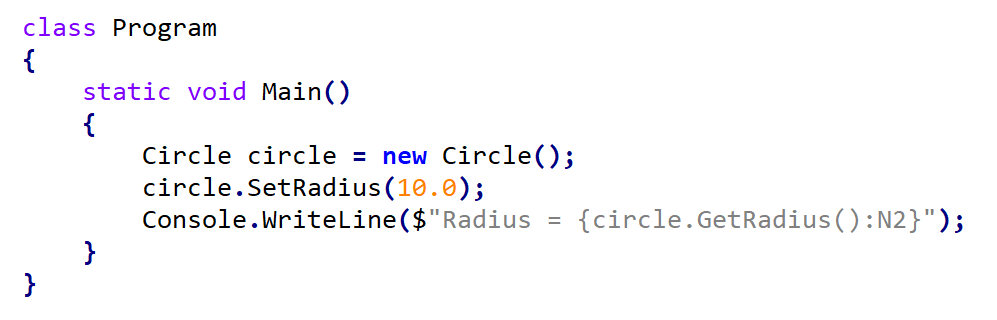 class Program
{
    static void Main()
    {
        Circle circle = new Circle();
        circle.SetRadius(10.0);
        Console.WriteLine($"Radius = {circle.GetRadius():N2}");
    }
}